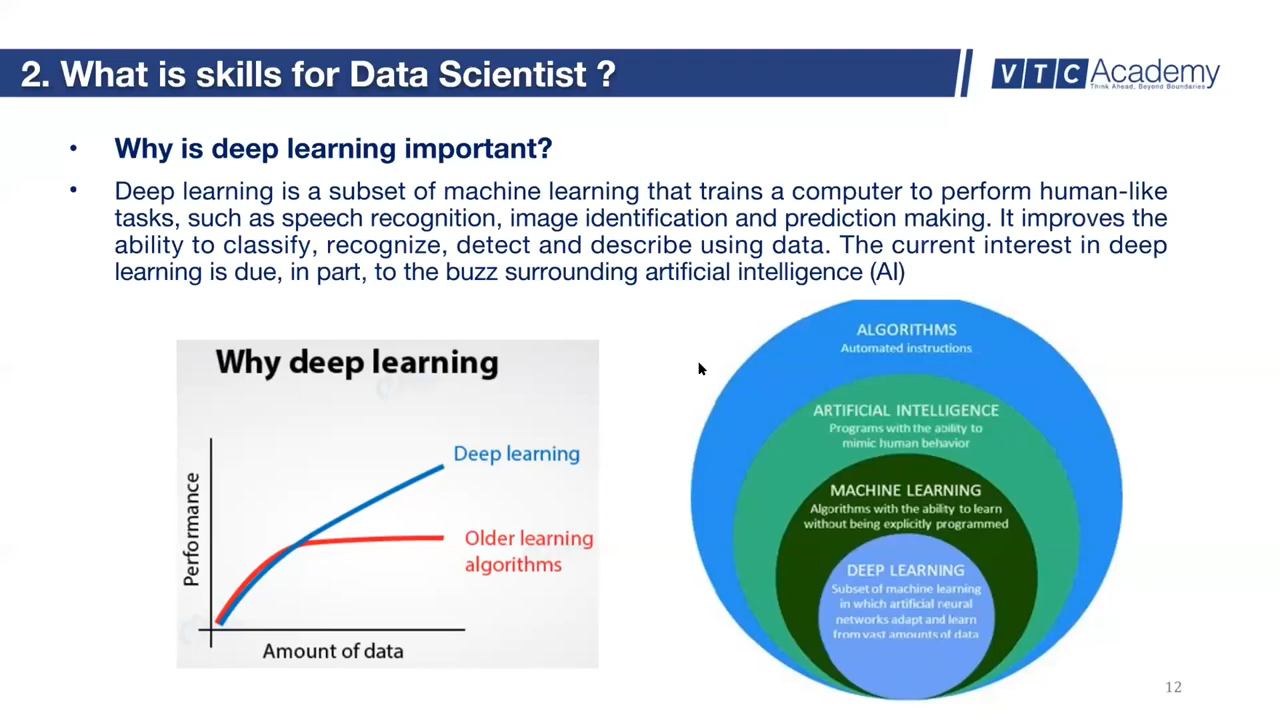 2. What is skills for Data Scientist ?
VTC Academy
Think Ahead, Beyond Boundaries
• Why is deep learning important?
• Deep learning is a subset of machine learning that trains a computer to perform human-like
tasks, such as speech recognition, image identification and prediction making. It improves the
ability to classify, recognize, detect and describe using data. The current interest in deep
learning is due, in part, to the buzz surrounding artificial intelligence (AI)
Why deep learning
Performance
Deep learning
Older learning
algorithms
Amount of data
ALGORITHMS
Automated instructions
ARTIFICIAL INTELLIGENCE
Programs with the ability to
mimic human behavior
MACHINE LEARNING
Algorithms with the ability to learn
without being explicitly programmed
DEEP LEARNING
Subset of machine learning
in which artificial neural
networks adapt and learn
from vast amounts of data
12